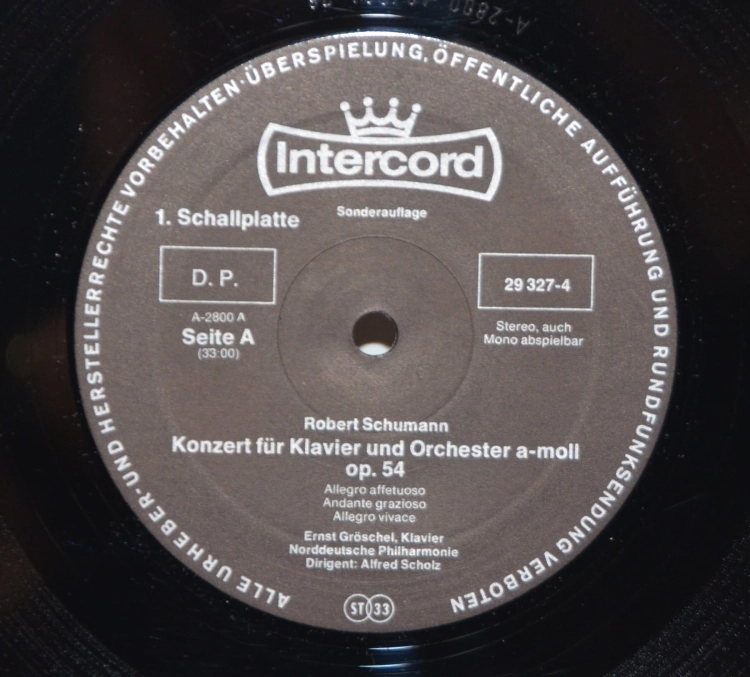 A-2800
ALLE URHEBER- UND HERSTELLERRECHTE VORBEHALTEN · ÜBERSPIELUNG, ÖFFENTLICHE AUFFÜHRUNG UND RUNDFUNKSENDUNG VERBOTEN
Intercord
Sonderauflage
1. Schallplatte
D. P.
A-2800 A
Seite A
(33:00)
29 327-4
Stereo, auch
Mono abspielbar
Robert Schumann
Konzert für Klavier und Orchester a-moll
op. 54
Allegro affetuoso
Andante grazioso
Allegro vivace
Ernst Gröschel, Klavier
Norddeutsche Philharmonie
Dirigent: Alfred Scholz
ST 33